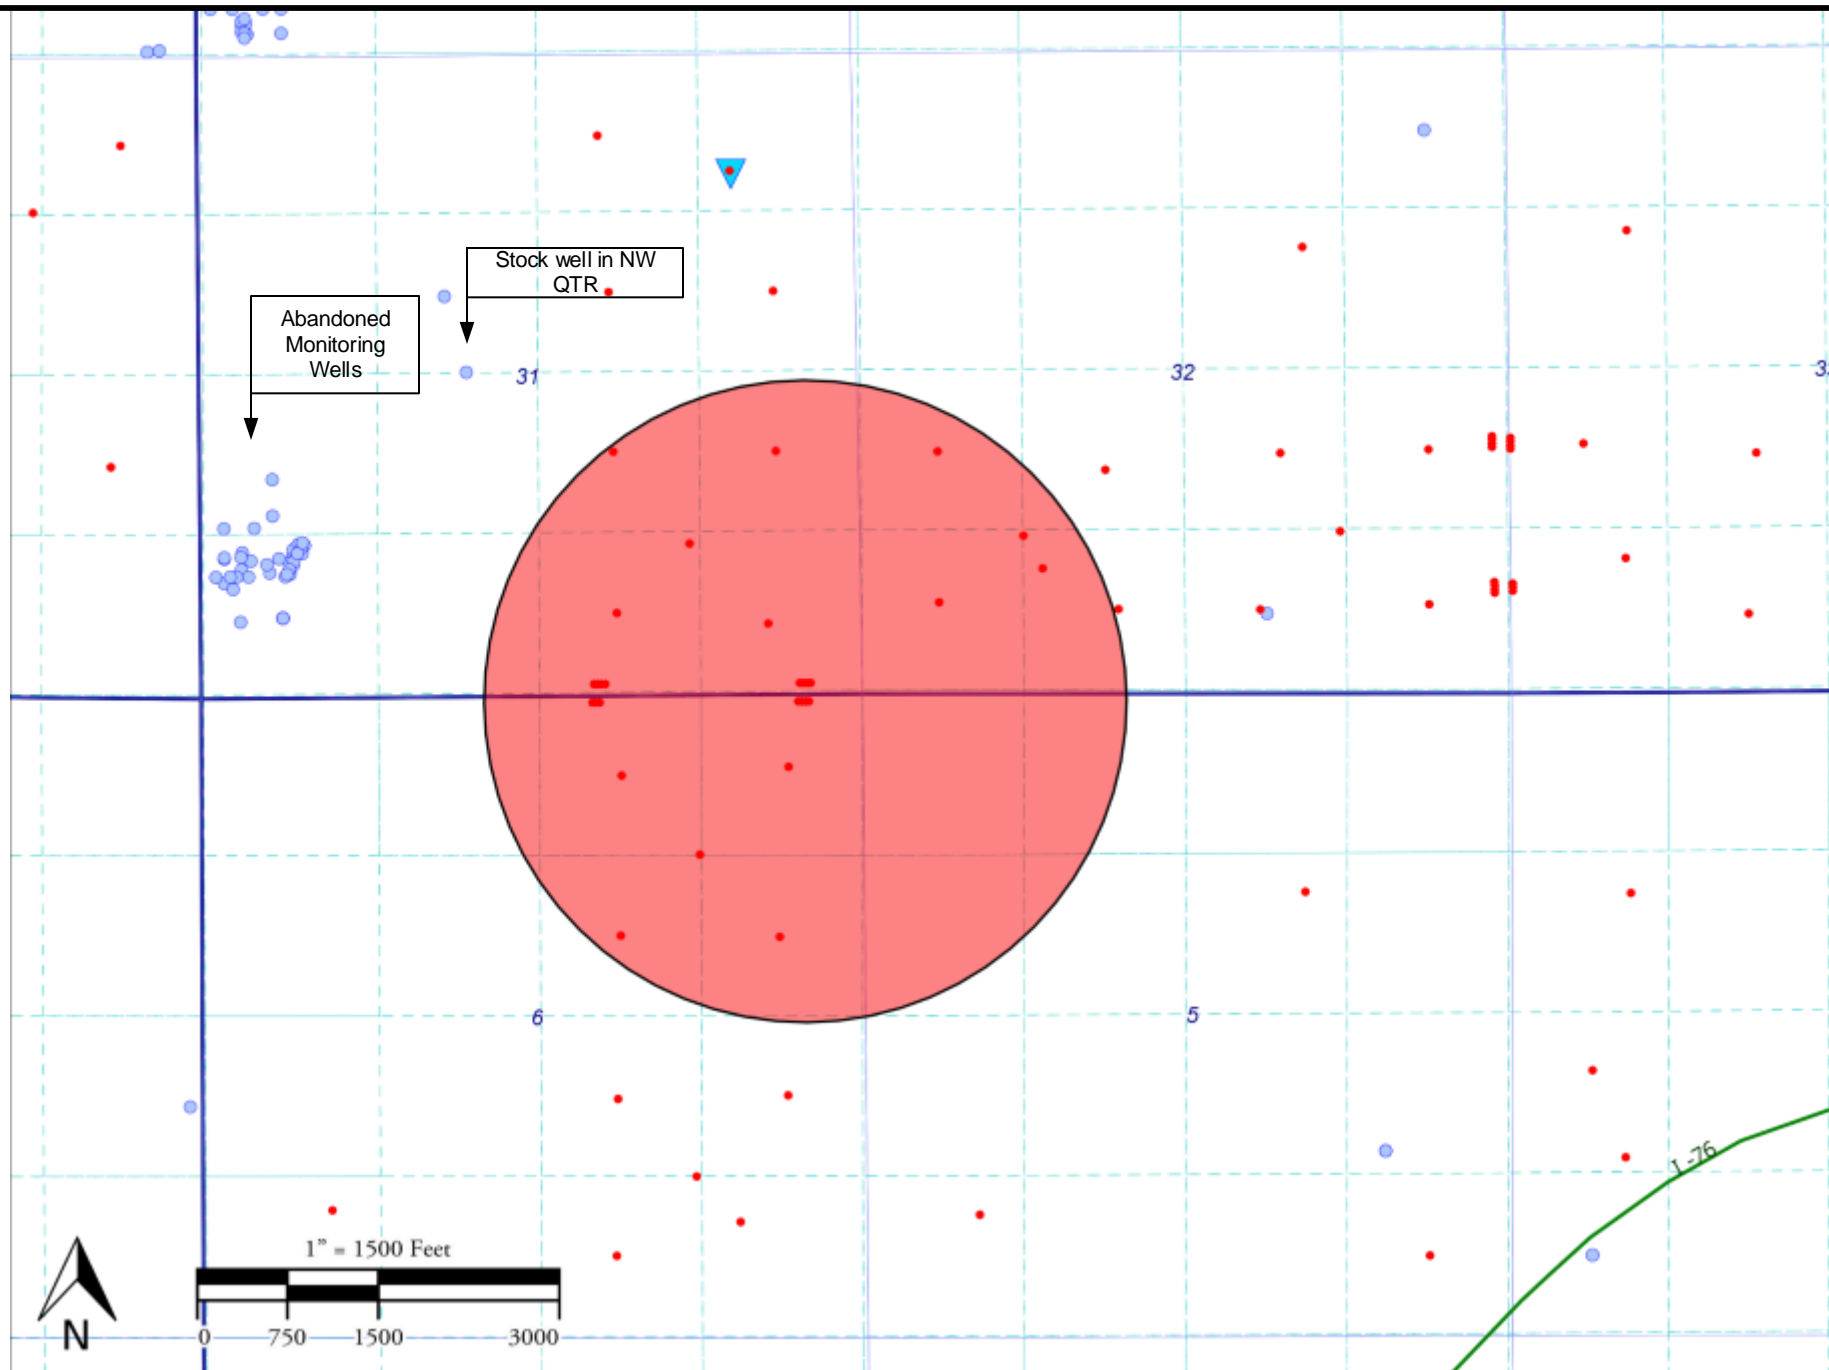 Stock well in NW
QTR
Abandoned
Monitoring
Wells
31
32
3
6
5
I-76
1” = 1500 Feet
0 750 1500 3000
N